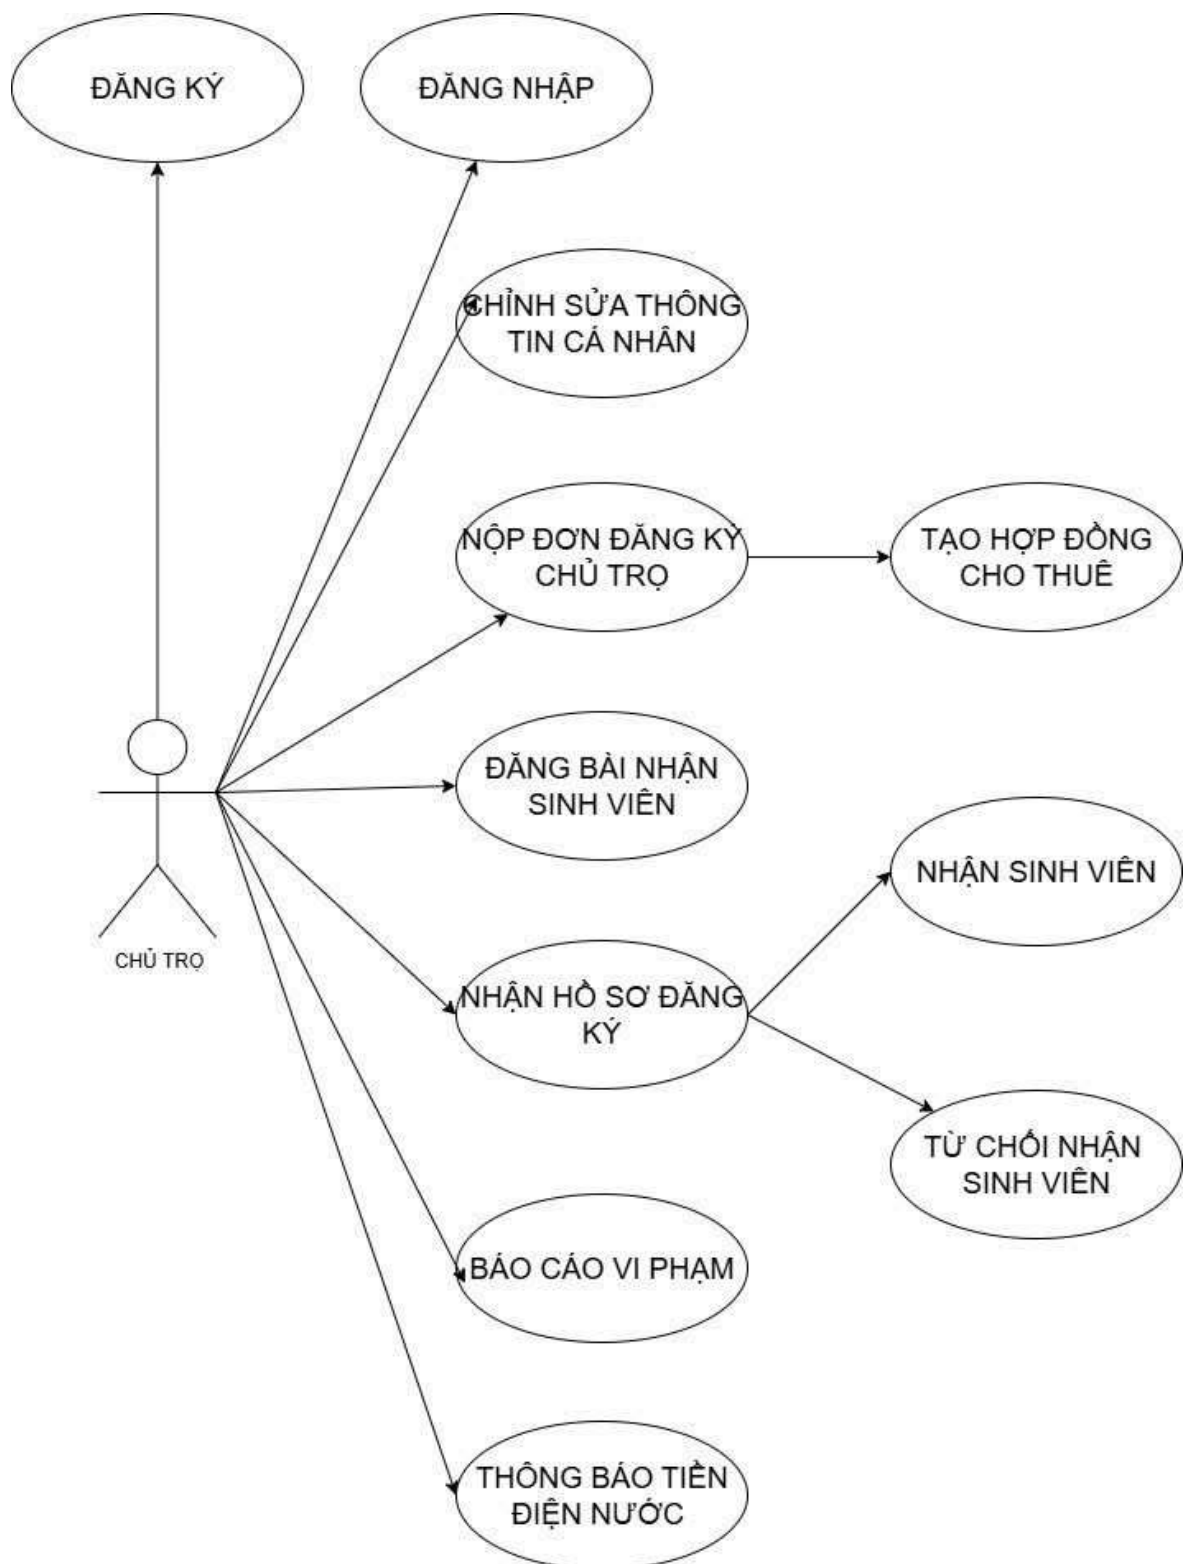 ĐĂNG KÝ
ĐĂNG NHẬP
CHỈNH SỬA THÔNG
TIN CÁ NHÂN
NỘP ĐƠN ĐĂNG KÝ
CHỦ TRỌ
TẠO HỢP ĐỒNG
CHO THUÊ
ĐĂNG BÀI NHẬN
SINH VIÊN
NHẬN SINH VIÊN
CHỦ TRỌ
NHẬN HỒ SƠ ĐĂNG
KÝ
TỪ CHỐI NHẬN
SINH VIÊN
BÁO CÁO VI PHẠM
THÔNG BÁO TIỀN
ĐIỆN NƯỚC